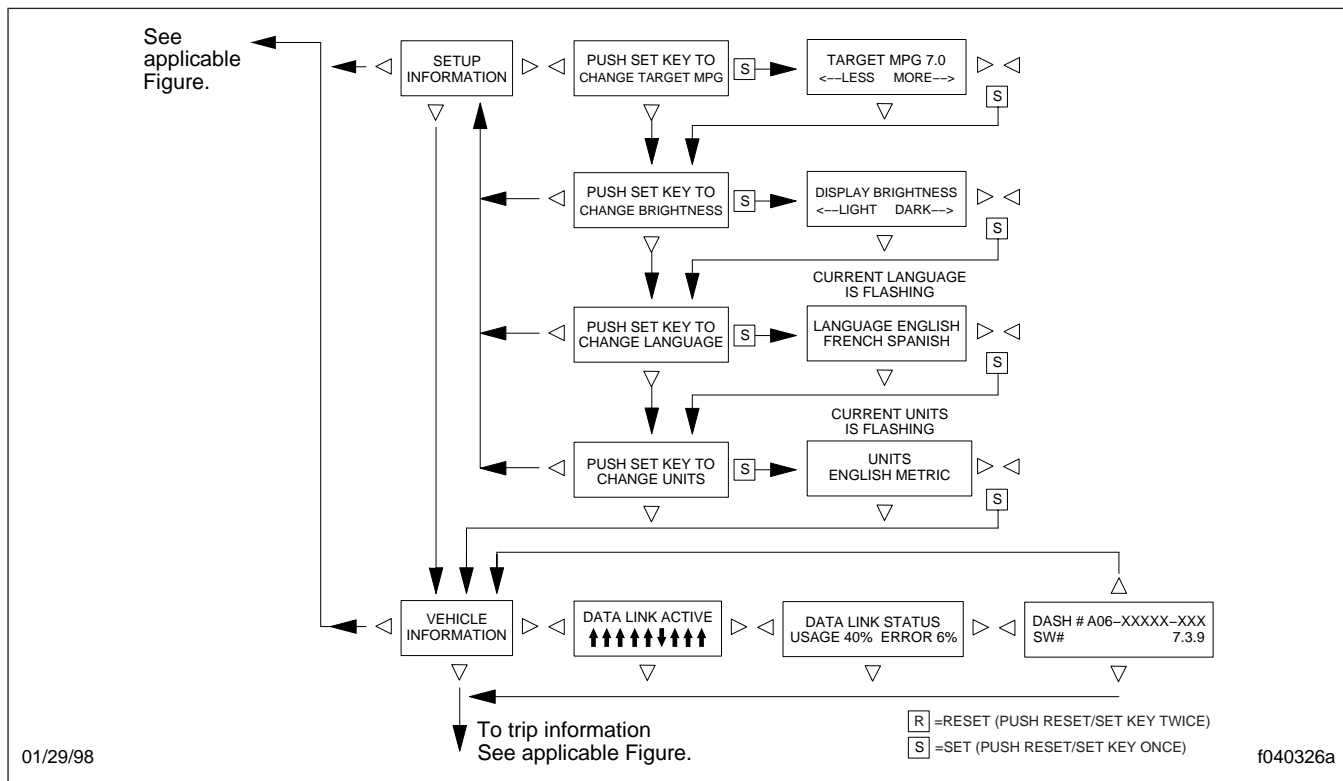 See
applicable
Figure.
SETUP
INFORMATION
PUSH SET KEY TO
CHANGE TARGET MPG
S
TARGET MPG 7.0
<––LESS MORE––>
S
PUSH SET KEY TO
CHANGE BRIGHTNESS
S
DISPLAY BRIGHTNESS
<––LIGHT DARK––>
S
CURRENT LANGUAGE
IS FLASHING
PUSH SET KEY TO
CHANGE LANGUAGE
S
LANGUAGE ENGLISH
FRENCH SPANISH
S
CURRENT UNITS
IS FLASHING
PUSH SET KEY TO
CHANGE UNITS
S
UNITS
ENGLISH METRIC
S
VEHICLE
INFORMATION
DATA LINK ACTIVE
DATA LINK STATUS
USAGE 40% ERROR 6%
DASH # A06–XXXXX–XXX
SW# 7.3.9
To trip information
See applicable Figure.
R =RESET (PUSH RESET/SET KEY TWICE)
S =SET (PUSH RESET/SET KEY ONCE)
01/29/98
f040326a